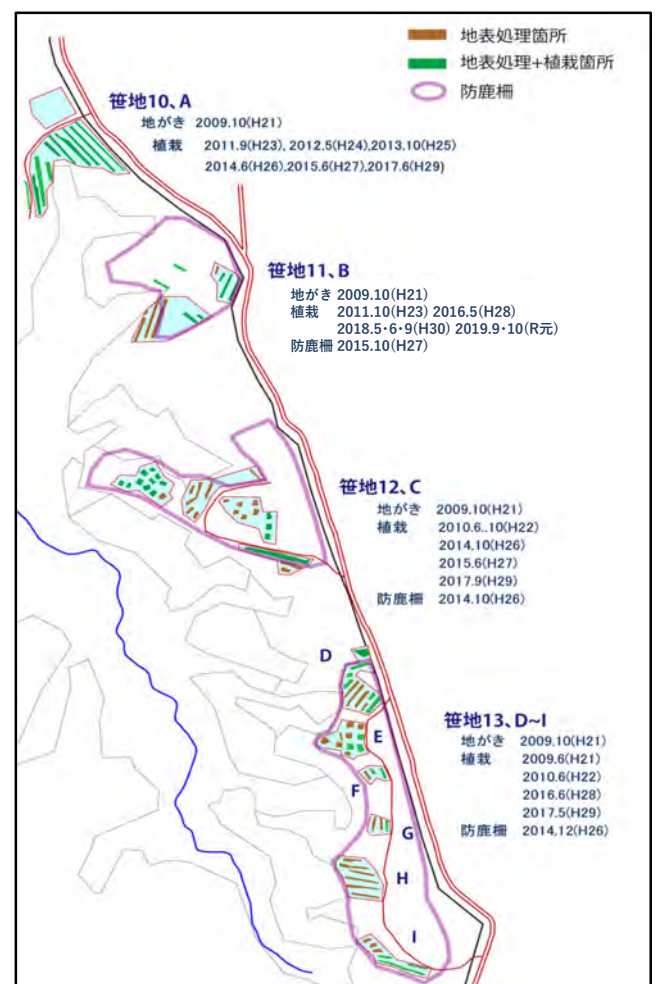 地表処理箇所
地表処理+植栽箇所
防鹿柵
笹地10、A
地がき 2009.10(H21)
植栽 2011.9(H23), 2012.5(H24),2013.10(H25)
2014.6(H26),2015.6(H27),2017.6(H29)
笹地11、B
地がき 2009.10(H21)
植栽 2011.10(H23) 2016.5(H28)
2018.5・6・9(H30) 2019.9・10(R元)
防鹿柵 2015.10(H27)
笹地12、C
地がき 2009.10(H21)
植栽 2010.6..10(H22)
2014.10(H26)
2015.6(H27)
2017.9(H29)
防鹿柵 2014.10(H26)
D
笹地13、D~I
地がき 2009.10(H21)
植栽 2009.6(H21)
2010.6(H22)
2016.6(H28)
2017.5(H29)
防鹿柵 2014.12(H26)
E
F
G
H
I